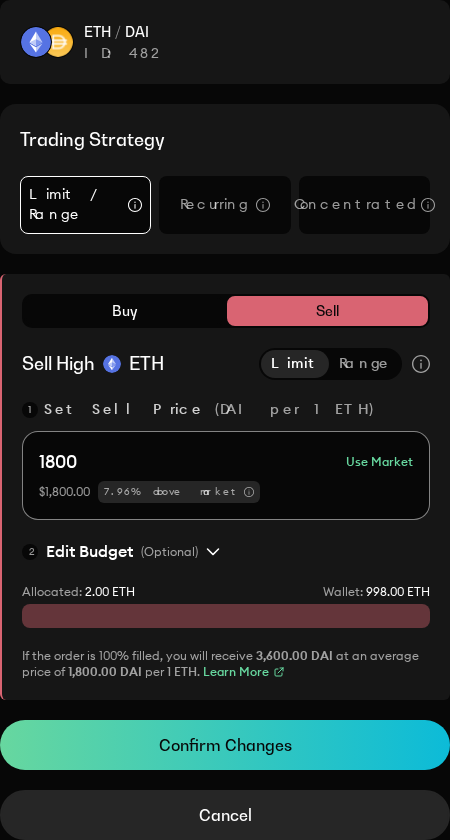 ETH / DAI
ID: 482
Trading Strategy
Limit /
Range
Recurring
Concentrated
Buy
Sell
Sell High ETH
Limit
Range
1 Set Sell Price (DAI per 1 ETH)
1800
Use Market
$1,800.00
7.96% above market
2 Edit Budget (Optional)
Allocated: 2.00 ETH
Wallet: 998.00 ETH
If the order is 100% filled, you will receive 3,600.00 DAI at an average
price of 1,800.00 DAI per 1 ETH. Learn More
Confirm Changes
Cancel